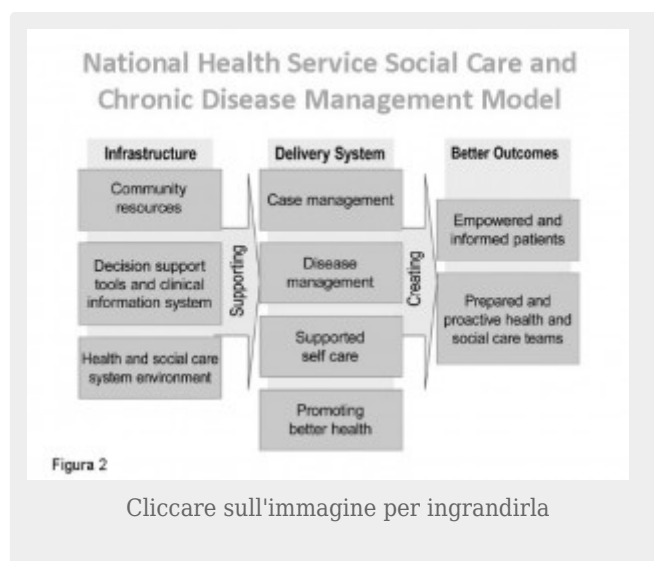 National Health Service Social Care and
Chronic Disease Management Model
Infrastructure
Community
resources
Decision support
tools and clinical
information system
Health and social care
system environment
Supporting
Delivery System
Case management
Disease
management
Supported
self care
Promoting
better health
Creating
Better Outcomes
Empowered and
informed patients
Prepared and
proactive health and
social care teams
Figura 2
Cliccare sull'immagine per ingrandirla